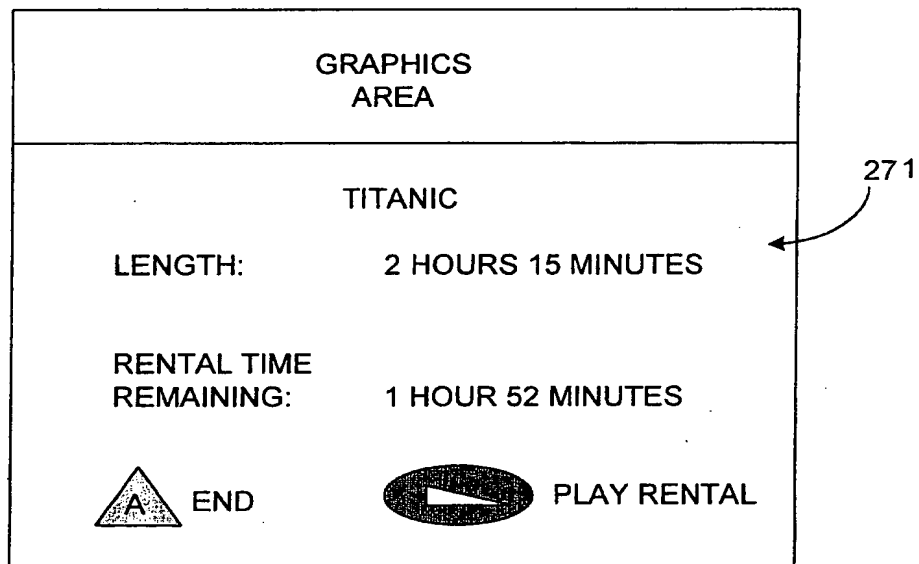 GRAPHICS
AREA
271
TITANIC
LENGTH: 2 HOURS 15 MINUTES
RENTAL TIME
REMAINING: 1 HOUR 52 MINUTES
A END PLAY RENTAL